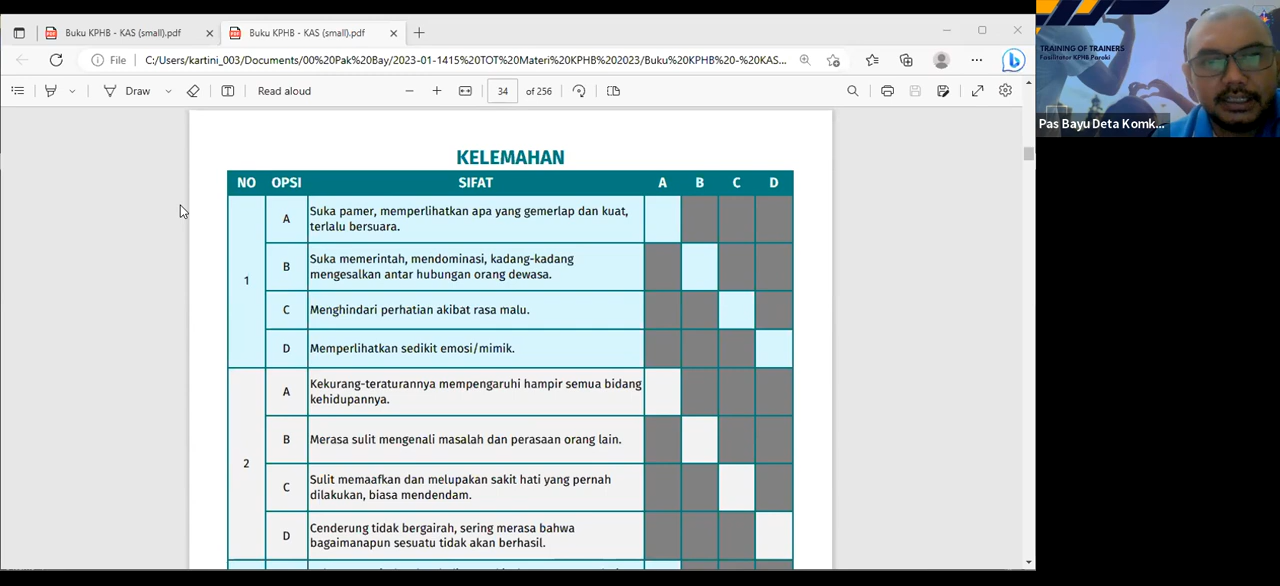 Buku KPHB - KAS (small).pdf
Buku KPHB - KAS (small).pdf
File
C:/Users/kartini_003/Documents/00%20Pak%20Bay/2023-01-1415%20TOT%20Materi%20KPHB%202023/Buku%20KPHB%20-%20KAS...
Draw
Read aloud
34 of 256
TRAINING OF TRAINERS
Fasilitator KPHB Paroki
Pas Bayu Deta Komk...
KELEMAHAN
NO OPSI SIFAT A B C D
1
A Suka pamer, memperlihatkan apa yang gemerlap dan kuat,
terlalu bersuara.
B Suka memerintah, mendominasi, kadang-kadang
mengesalkan antar hubungan orang dewasa.
C Menghindari perhatian akibat rasa malu.
D Memperlihatkan sedikit emosi/mimik.
2
A Kekurang-teraturannya mempengaruhi hampir semua bidang
kehidupannya.
B Merasa sulit mengenali masalah dan perasaan orang lain.
C Sulit memaafkan dan melupakan sakit hati yang pernah
dilakukan, biasa mendendam.
D Cenderung tidak bergairah, sering merasa bahwa
bagaimanapun sesuatu tidak akan berhasil.